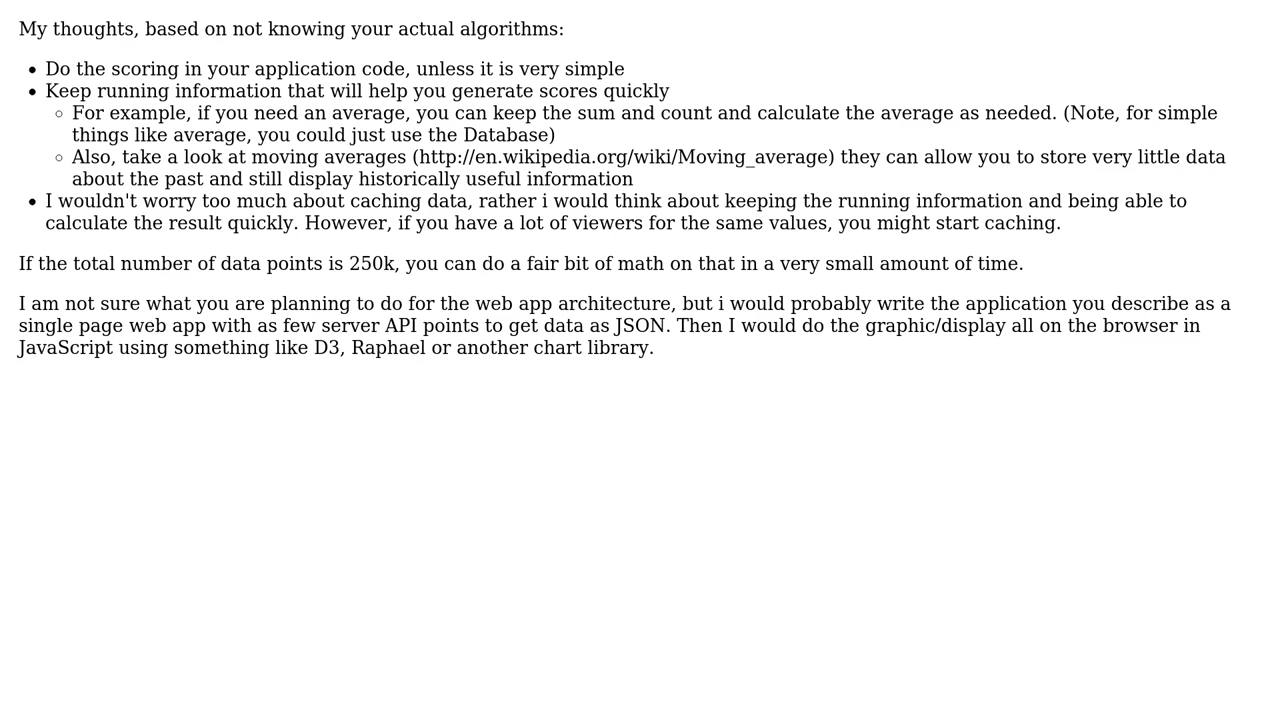 My thoughts, based on not knowing your actual algorithms:
• Do the scoring in your application code, unless it is very simple
• Keep running information that will help you generate scores quickly
◦ For example, if you need an average, you can keep the sum and count and calculate the average as needed. (Note, for simple
things like average, you could just use the Database)
◦ Also, take a look at moving averages (http://en.wikipedia.org/wiki/Moving_average) they can allow you to store very little data
about the past and still display historically useful information
• I wouldn't worry too much about caching data, rather i would think about keeping the running information and being able to
calculate the result quickly. However, if you have a lot of viewers for the same values, you might start caching.
If the total number of data points is 250k, you can do a fair bit of math on that in a very small amount of time.
I am not sure what you are planning to do for the web app architecture, but i would probably write the application you describe as a
single page web app with as few server API points to get data as JSON. Then I would do the graphic/display all on the browser in
JavaScript using something like D3, Raphael or another chart library.